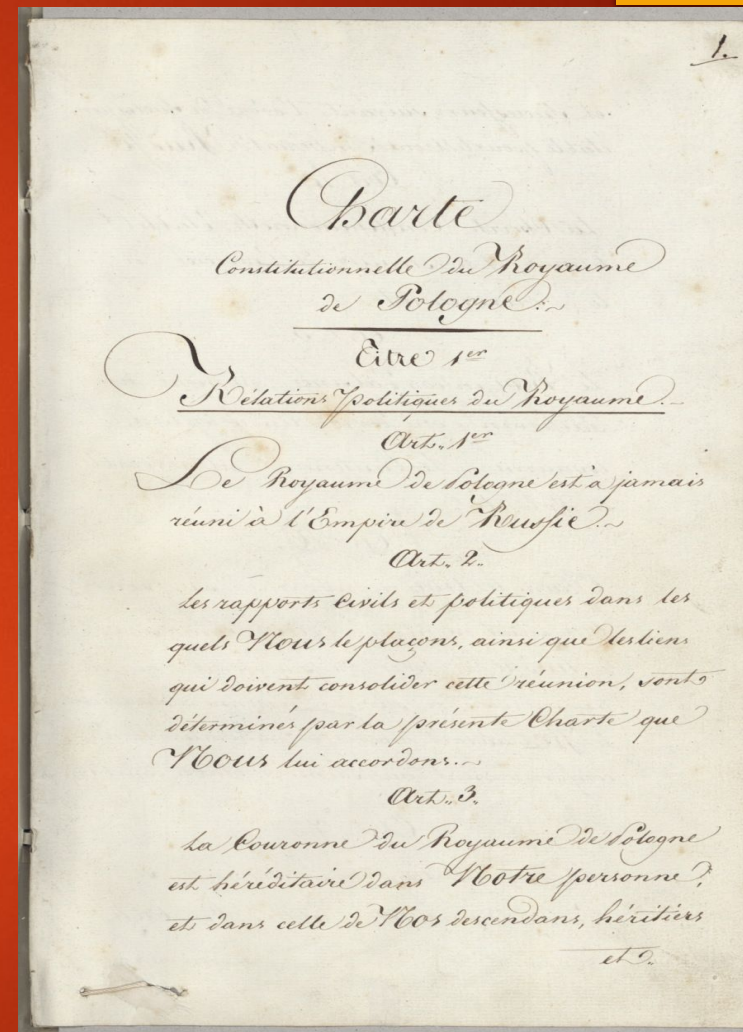 1.
Charte
Constitutionnelle du Royaume
de Pologne.
Titre 1er
Rélations politiques du Royaume.
Art. 1er
Le Royaume de Pologne est à jamais
réuni à l'Empire de Russie.
Art. 2.
Les rapports civils et politiques dans les
quels Nous le plaçons, ainsi que les liens
qui doivent consolider cette réunion, sont
déterminés par la présente Charte que
Nous lui accordons.
Art. 3.
La Couronne du Royaume de Pologne
est héréditaire dans Notre personne,
et dans celle de Nos descendans, héritiers
et